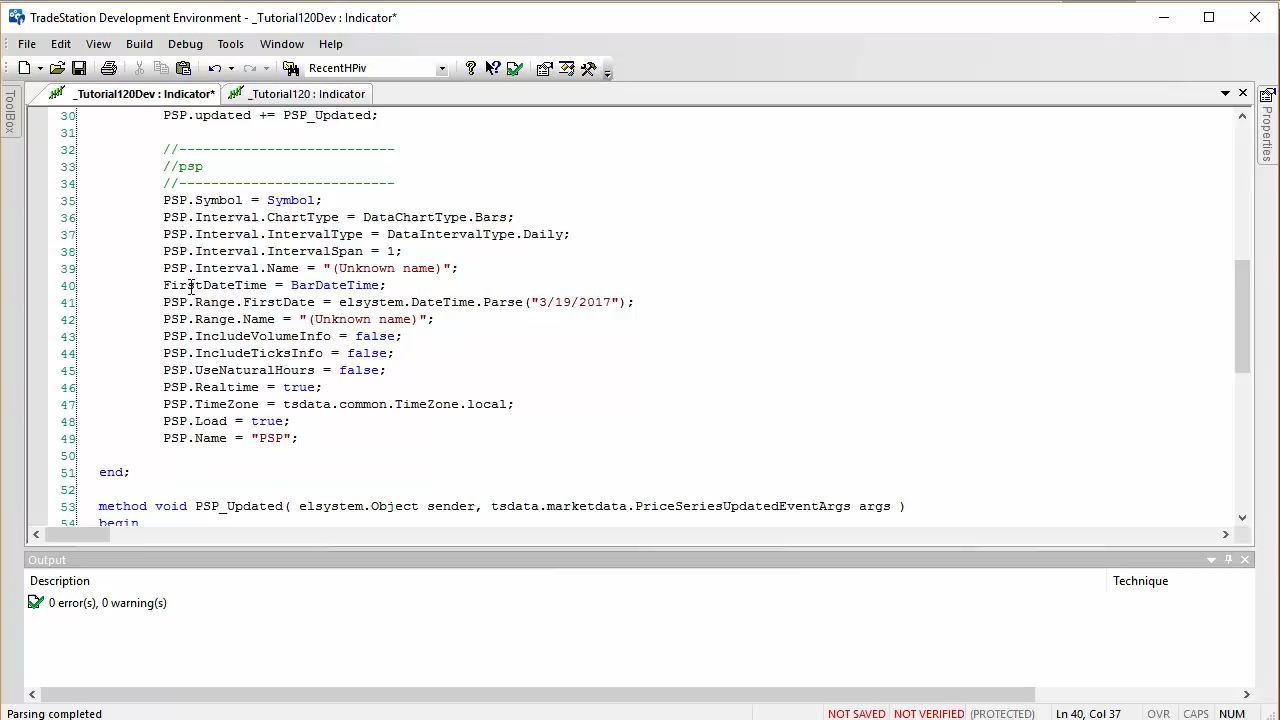 TradeStation Development Environment - _Tutorial120Dev : Indicator*
File Edit View Build Debug Tools Window Help
RecentHPiv
_Tutorial120Dev : Indicator* _Tutorial120 : Indicator
ToolBox
Properties
30 PSP.updated += PSP_Updated;
31
32 //---------------------------
33 //psp
34 //---------------------------
35 PSP.Symbol = Symbol;
36 PSP.Interval.ChartType = DataChartType.Bars;
37 PSP.Interval.IntervalType = DataIntervalType.Daily;
38 PSP.Interval.IntervalSpan = 1;
39 PSP.Interval.Name = "(Unknown name)";
40 FirstDateTime = BarDateTime;
41 PSP.Range.FirstDate = elsystem.DateTime.Parse("3/19/2017");
42 PSP.Range.Name = "(Unknown name)";
43 PSP.IncludeVolumeInfo = false;
44 PSP.IncludeTicksInfo = false;
45 PSP.UseNaturalHours = false;
46 PSP.Realtime = true;
47 PSP.TimeZone = tsdata.common.TimeZone.local;
48 PSP.Load = true;
49 PSP.Name = "PSP";
50
51 end;
52
53 method void PSP_Updated( elsystem.Object sender, tsdata.marketdata.PriceSeriesUpdatedEventArgs args )
54 begin
Output
Description Technique
0 error(s), 0 warning(s)
Parsing completed NOT SAVED NOT VERIFIED (PROTECTED) Ln 40, Col 37 OVR CAPS NUM